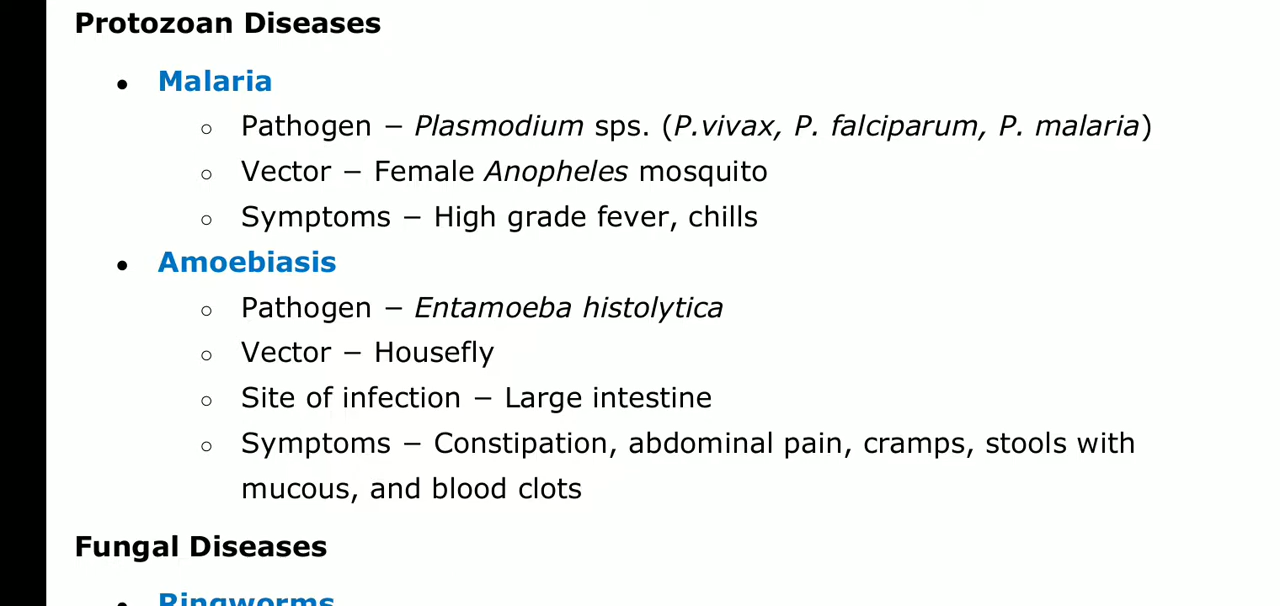 Protozoan Diseases
• Malaria
○ Pathogen − Plasmodium sps. (P.vivax, P. falciparum, P. malaria)
○ Vector − Female Anopheles mosquito
○ Symptoms − High grade fever, chills
• Amoebiasis
○ Pathogen − Entamoeba histolytica
○ Vector − Housefly
○ Site of infection − Large intestine
○ Symptoms − Constipation, abdominal pain, cramps, stools with
mucous, and blood clots
Fungal Diseases
• Ringworms